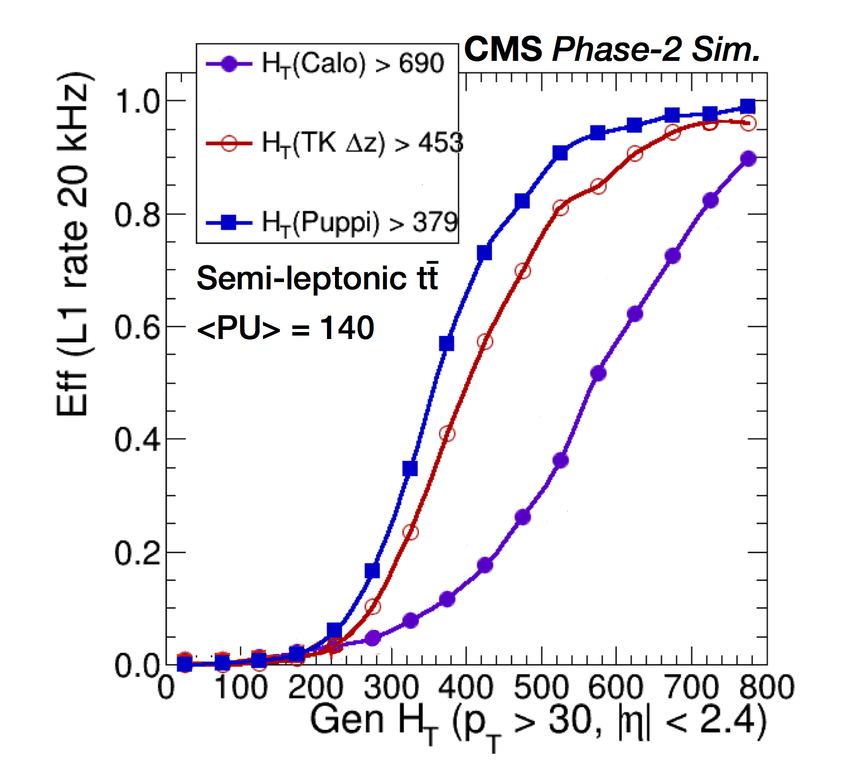 CMS Phase-2 Sim.
H_T(Calo) > 690
H_T(TK Δz) > 453
H_T(Puppi) > 379
Semi-leptonic tt̄
<PU> = 140
Eff (L1 rate 20 kHz)
1.0
0.8
0.6
0.4
0.2
0.0
0 100 200 300 400 500 600 700 800
Gen H_T (p_T > 30, |η| < 2.4)